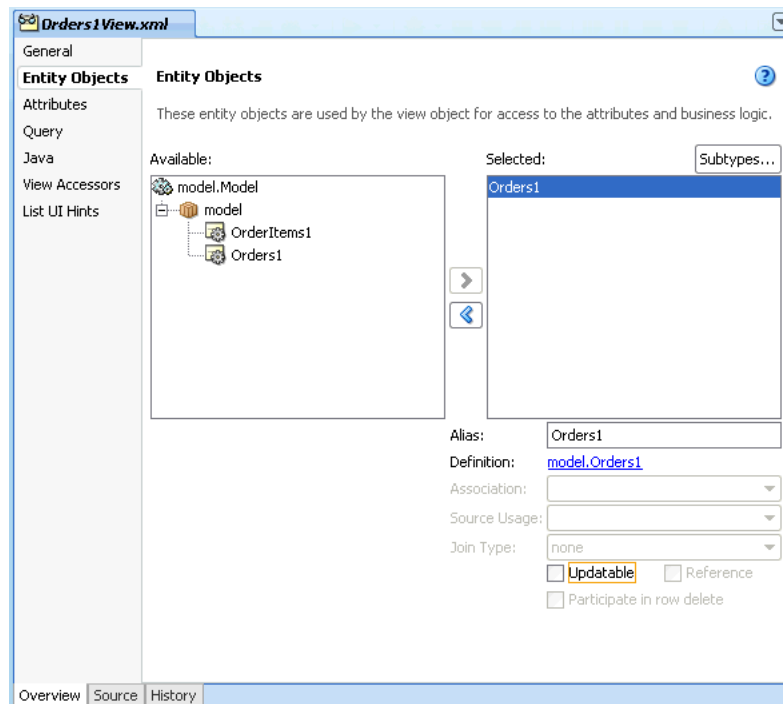 Orders1View.xml
General
Entity Objects
Attributes
Query
Java
View Accessors
List UI Hints
Entity Objects
These entity objects are used by the view object for access to the attributes and business logic.
Available:
Selected:
Subtypes...
model.Model
model
OrderItems1
Orders1
Orders1
Alias:
Orders1
Definition:
model.Orders1
Association:
Source Usage:
Join Type:
none
Updatable
Reference
Participate in row delete
Overview
Source
History